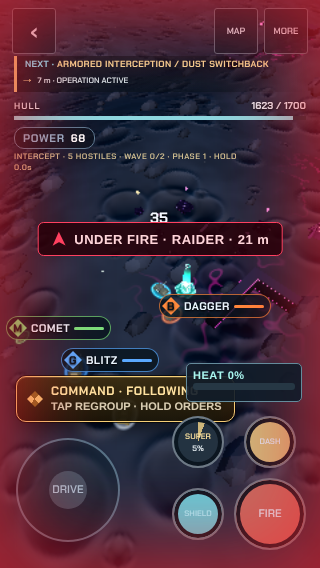 ‹
MAP
MORE
NEXT · ARMORED INTERCEPTION / DUST SWITCHBACK
→ 7 m · OPERATION ACTIVE
HULL
1623 / 1700
POWER 68
INTERCEPT · 5 HOSTILES · WAVE 0/2 · PHASE 1 · HOLD
0.0s
35
UNDER FIRE · RAIDER · 21 m
B DAGGER
M COMET
G BLITZ
HEAT 0%
COMMAND · FOLLOWIN
TAP REGROUP · HOLD ORDERS
SUPER
5%
DASH
DRIVE
SHIELD
FIRE